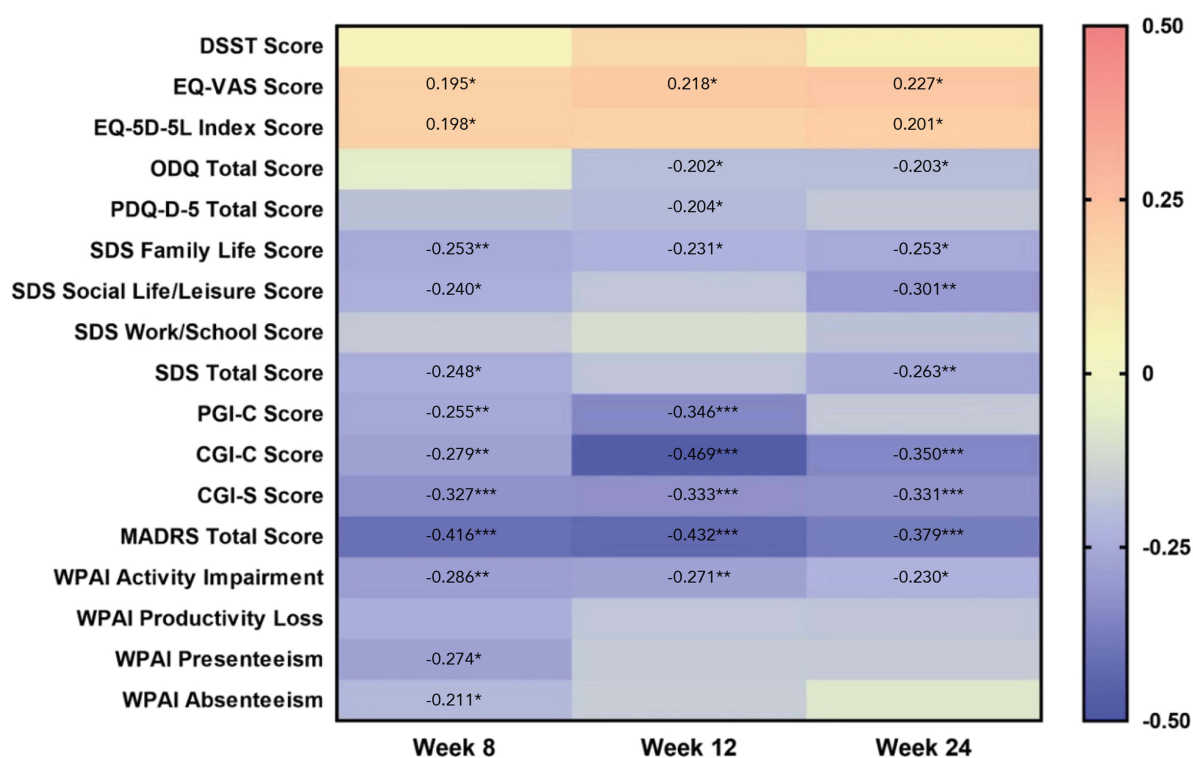 DSST Score
EQ-VAS Score 0.195* 0.218* 0.227*
EQ-5D-5L Index Score 0.198* 0.201*
ODQ Total Score -0.202* -0.203*
PDQ-D-5 Total Score -0.204*
SDS Family Life Score -0.253** -0.231* -0.253*
SDS Social Life/Leisure Score -0.240* -0.301**
SDS Work/School Score
SDS Total Score -0.248* -0.263**
PGI-C Score -0.255** -0.346***
CGI-C Score -0.279** -0.469*** -0.350***
CGI-S Score -0.327*** -0.333*** -0.331***
MADRS Total Score -0.416*** -0.432*** -0.379***
WPAI Activity Impairment -0.286** -0.271** -0.230*
WPAI Productivity Loss
WPAI Presenteeism -0.274*
WPAI Absenteeism -0.211*
Week 8 Week 12 Week 24
0.50
0.25
0
-0.25
-0.50